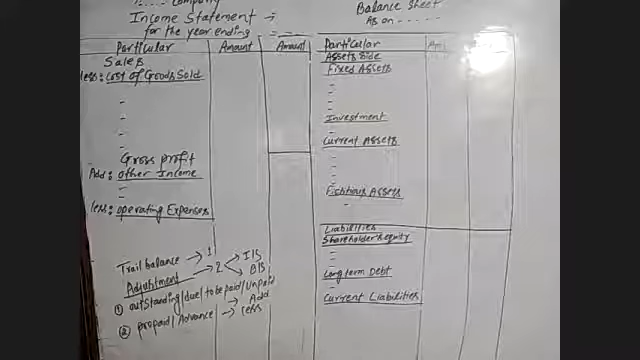 Company
Income Statement
for the year ending
Particular Amount Amount
Sales
less: Cost of Goods Sold
Gross profit
Add: other Income
less: operating Expenses
Trail balance → 1
Adjustment → 2 I/S
B/S
① outstanding/due/to be paid/unpaid → Add
② prepaid/Advance → less
Balance Sheet
As on - - - - -
Particular Amt
Assets Side
Fixed Assets
Investment
Current Assets
Fictitious Assets
Liabilities
Shareholder equity
Long term Debt
Current Liabilities